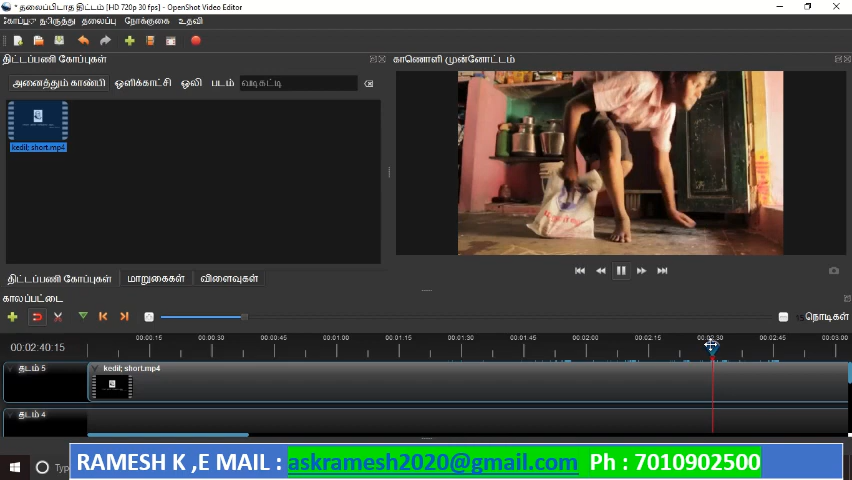 * தலைப்பிடாத திட்டம் [HD 720p 30 fps] - OpenShot Video Editor
கோப்பு திருத்து தலைப்பு நோக்குகை உதவி
திட்டப்பணி கோப்புகள்
காணொளி முன்னோட்டம்
அனைத்தும் காண்பி ஒளிக்காட்சி ஒலி படம் வடிகட்டி
kedil; short.mp4
திட்டப்பணி கோப்புகள் மாறுகைகள் விளைவுகள்
காலப்பட்டை
நொடிகள்
00:02:40:15
00:00:15 00:00:30 00:00:45 00:01:00 00:01:15 00:01:30 00:01:45 00:02:00 00:02:15 00:02:30 00:02:45 00:03:00
தடம் 5 kedil; short.mp4
தடம் 4
RAMESH K ,E MAIL : askramesh2020@gmail.com Ph : 7010902500